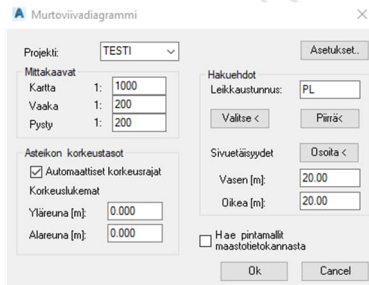 Murtoviivadiagrammi
Projekti: TESTI
Asetukset..
Mittakaavat
Kartta 1: 1000
Vaaka 1: 200
Pysty 1: 200
Hakuehdot
Leikkaustunnus: PL
Valitse < Piirrä<
Sivuetäisyydet Osoita <
Vasen [m]: 20.00
Oikea [m]: 20.00
Asteikon korkeustasot
Automaattiset korkeusrajat
Korkeuslukemat
Yläreuna [m]: 0.000
Alareuna [m]: 0.000
Hae pintamallit
maastotietokannasta
Ok Cancel